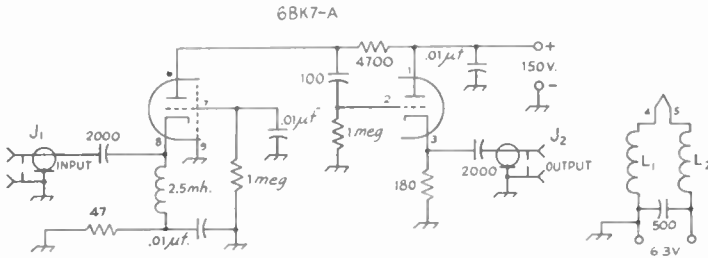 6BK7-A
6
7
8
9
J1
INPUT
2000
2.5mh.
47
.01µf.
1meg
.01µf
100
4700
1meg
1
2
3
.01µf
+
150V.
-
180
2000
J2
OUTPUT
4
5
L1
L2
500
6.3V